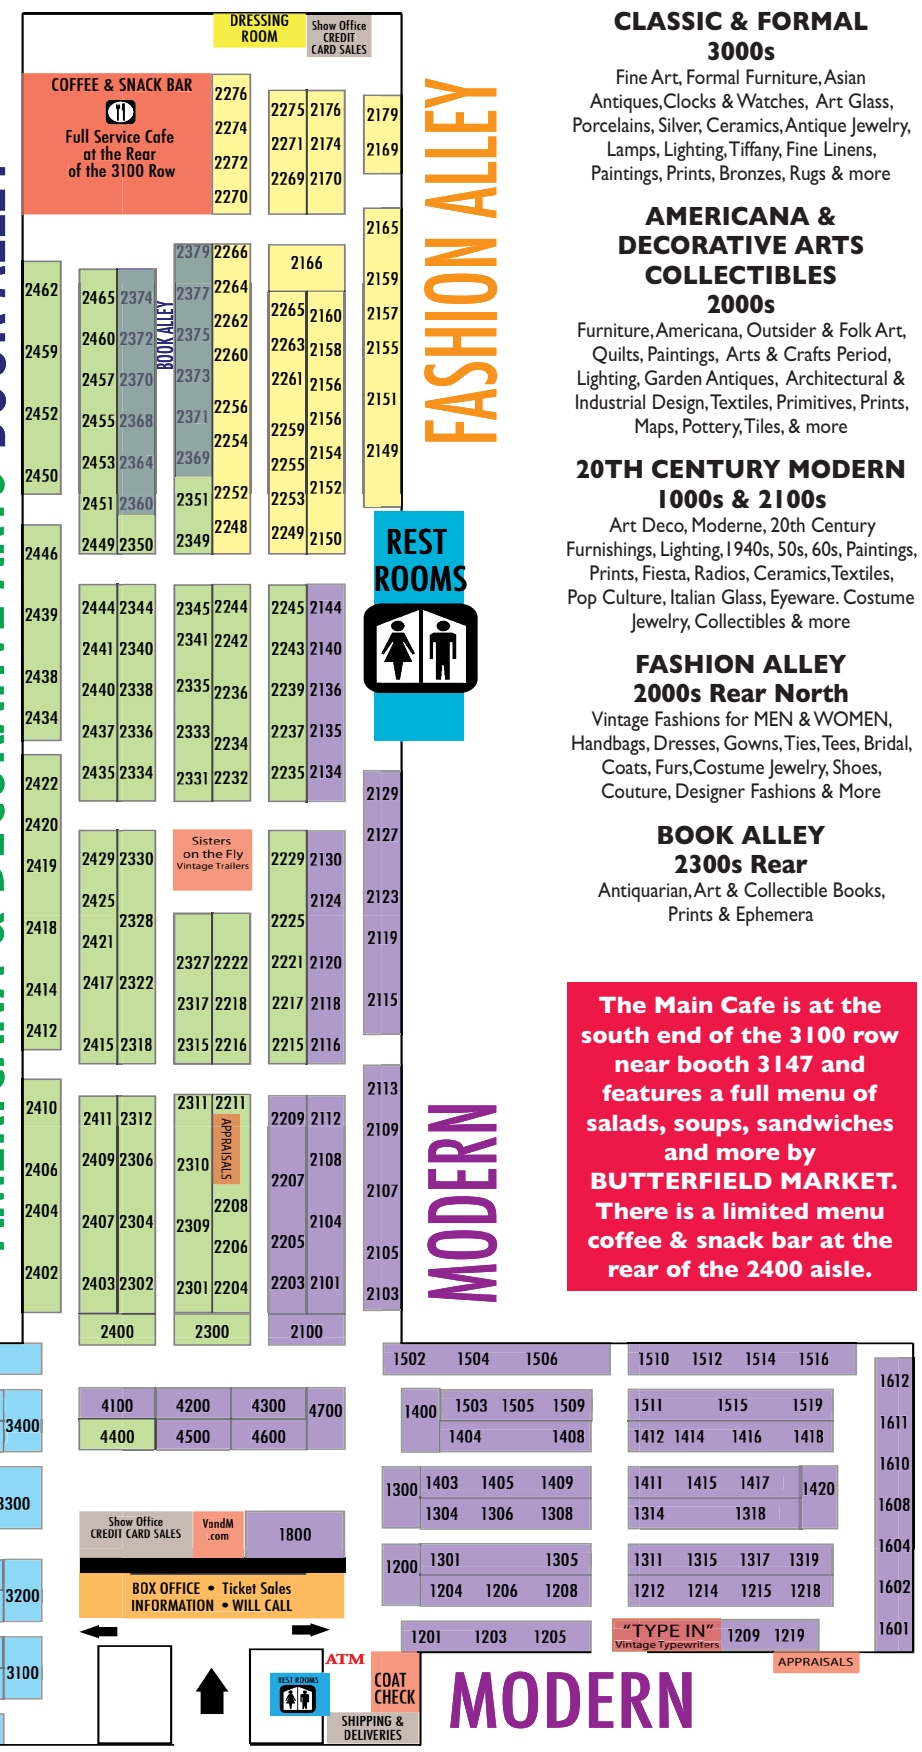 DRESSING
ROOM
Show Office
CREDIT
CARD SALES
COFFEE & SNACK BAR
Full Service Cafe
at the Rear
of the 3100 Row
2276
2274
2272
2270
2275 2176
2271 2174
2269 2170
2179
2169
FASHION ALLEY
2462
2459
2452
2450
2465 2374
2460 2372
2457 2370
2455 2368
2453 2364
2451 2360
2449 2350
BOOK ALLEY
2379 2266
2377 2264
2375 2262
2373 2260
2371 2256
2254
2369
2351 2252
2349 2248
2166
2265 2160
2263 2158
2261 2156
2156
2259
2154
2255
2152
2253
2249 2150
2165
2159
2157
2155
2151
2149
REST
ROOMS
2446
2439
2438
2434
2444 2344
2441 2340
2440 2338
2437 2336
2435 2334
2345 2244
2341 2242
2335 2236
2333 2234
2331 2232
2245 2144
2243 2140
2239 2136
2237 2135
2235 2134
2422
2420
2419
2418
2414
2412
2429 2330
2425
2328
2421
2417 2322
2415 2318
Sisters
on the Fly
Vintage Trailers
2327 2222
2317 2218
2315 2216
2229 2130
2124
2225
2221 2120
2217 2118
2215 2116
2129
2127
2123
2119
2115
2410
2406
2404
2402
2411 2312
2409 2306
2407 2304
2403 2302
2400
2311 2211
APPRAISALS
2310
2208
2309
2206
2301 2204
2300
2209 2112
2108
2207
2104
2205
2203 2101
2100
2113
2109
2107
2105
2103
MODERN
3400
3200
3100
4100 4200 4300 4700
4400 4500 4600
Show Office
CREDIT CARD SALES
VandM
.com
1800
BOX OFFICE • Ticket Sales
INFORMATION • WILL CALL
ATM
REST ROOMS
COAT
CHECK
SHIPPING &
DELIVERIES
1502 1504 1506
1510 1512 1514 1516
1400
1503 1505 1509
1404 1408
1511 1515 1519
1412 1414 1416 1418
1300
1403 1405 1409
1304 1306 1308
1411 1415 1417 1420
1314 1318
1200
1301 1305
1204 1206 1208
1311 1315 1317 1319
1212 1214 1215 1218
1201 1203 1205
"TYPE IN"
Vintage Typewriters
1209 1219
APPRAISALS
1612
1611
1610
1608
1604
1602
1601
MODERN
CLASSIC & FORMAL
3000s
Fine Art, Formal Furniture, Asian
Antiques,Clocks & Watches, Art Glass,
Porcelains, Silver, Ceramics, Antique Jewelry,
Lamps, Lighting, Tiffany, Fine Linens,
Paintings, Prints, Bronzes, Rugs & more
AMERICANA &
DECORATIVE ARTS
COLLECTIBLES
2000s
Furniture, Americana, Outsider & Folk Art,
Quilts, Paintings, Arts & Crafts Period,
Lighting, Garden Antiques, Architectural &
Industrial Design, Textiles, Primitives, Prints,
Maps, Pottery, Tiles, & more
20TH CENTURY MODERN
1000s & 2100s
Art Deco, Moderne, 20th Century
Furnishings, Lighting,1940s, 50s, 60s, Paintings,
Prints, Fiesta, Radios, Ceramics,Textiles,
Pop Culture, Italian Glass, Eyeware. Costume
Jewelry, Collectibles & more
FASHION ALLEY
2000s Rear North
Vintage Fashions for MEN & WOMEN,
Handbags, Dresses, Gowns, Ties, Tees, Bridal,
Coats, Furs,Costume Jewelry, Shoes,
Couture, Designer Fashions & More
BOOK ALLEY
2300s Rear
Antiquarian, Art & Collectible Books,
Prints & Ephemera
The Main Cafe is at the
south end of the 3100 row
near booth 3147 and
features a full menu of
salads, soups, sandwiches
and more by
BUTTERFIELD MARKET.
There is a limited menu
coffee & snack bar at the
rear of the 2400 aisle.